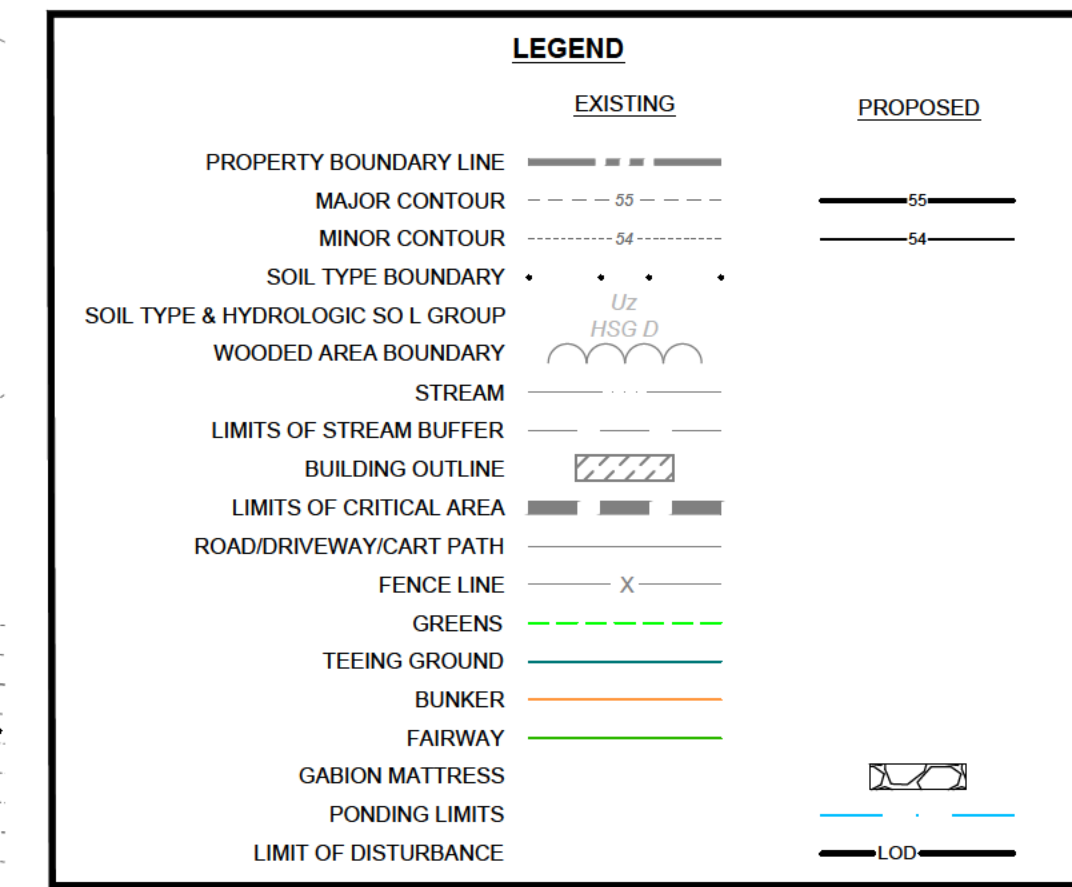 LEGEND
EXISTING PROPOSED
PROPERTY BOUNDARY LINE
MAJOR CONTOUR 55 55
MINOR CONTOUR 54 54
SOIL TYPE BOUNDARY
SOIL TYPE & HYDROLOGIC SO L GROUP Uz
HSG D
WOODED AREA BOUNDARY
STREAM
LIMITS OF STREAM BUFFER
BUILDING OUTLINE
LIMITS OF CRITICAL AREA
ROAD/DRIVEWAY/CART PATH
FENCE LINE X
GREENS
TEEING GROUND
BUNKER
FAIRWAY
GABION MATTRESS
PONDING LIMITS
LIMIT OF DISTURBANCE LOD